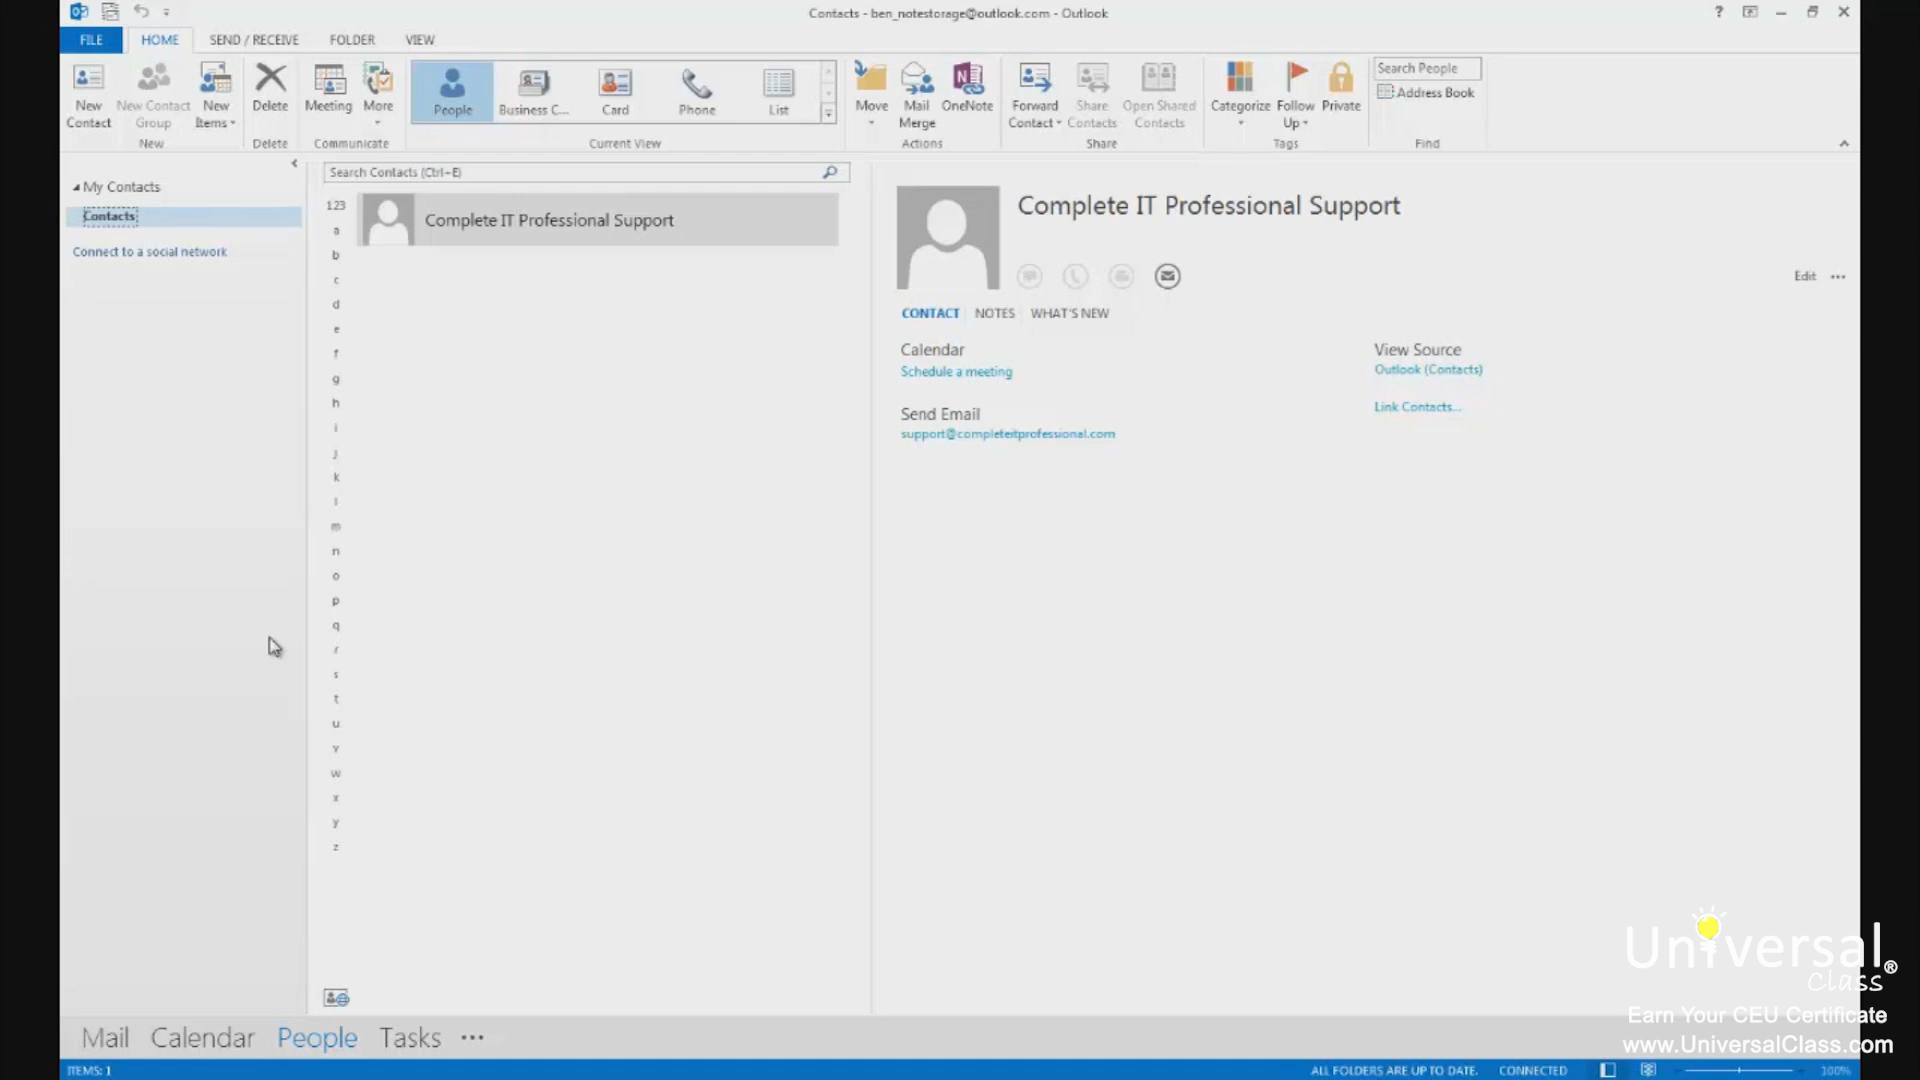 Contacts - ben_notestorage@outlook.com - Outlook
?
FILE HOME SEND / RECEIVE FOLDER VIEW
New Contact
New Contact Group
New Items
New
Delete
Delete
Meeting
More
Communicate
People
Business C...
Card
Phone
List
Current View
Move
Mail Merge
OneNote
Actions
Forward Contact
Share Contacts
Open Shared Contacts
Share
Categorize
Follow Up
Private
Tags
Search People
Address Book
Find
My Contacts
Contacts
Connect to a social network
Search Contacts (Ctrl+E)
123
a
b
c
d
e
f
g
h
i
j
k
l
m
n
o
p
q
r
s
t
u
v
w
x
y
z
Complete IT Professional Support
Complete IT Professional Support
Edit ...
CONTACT NOTES WHAT'S NEW
Calendar
Schedule a meeting
Send Email
support@completeitprofessional.com
View Source
Outlook (Contacts)
Link Contacts...
Universal
Class®
Earn Your CEU Certificate
www.UniversalClass.com
Mail Calendar People Tasks ...
ITEMS: 1
ALL FOLDERS ARE UP TO DATE. CONNECTED 100%